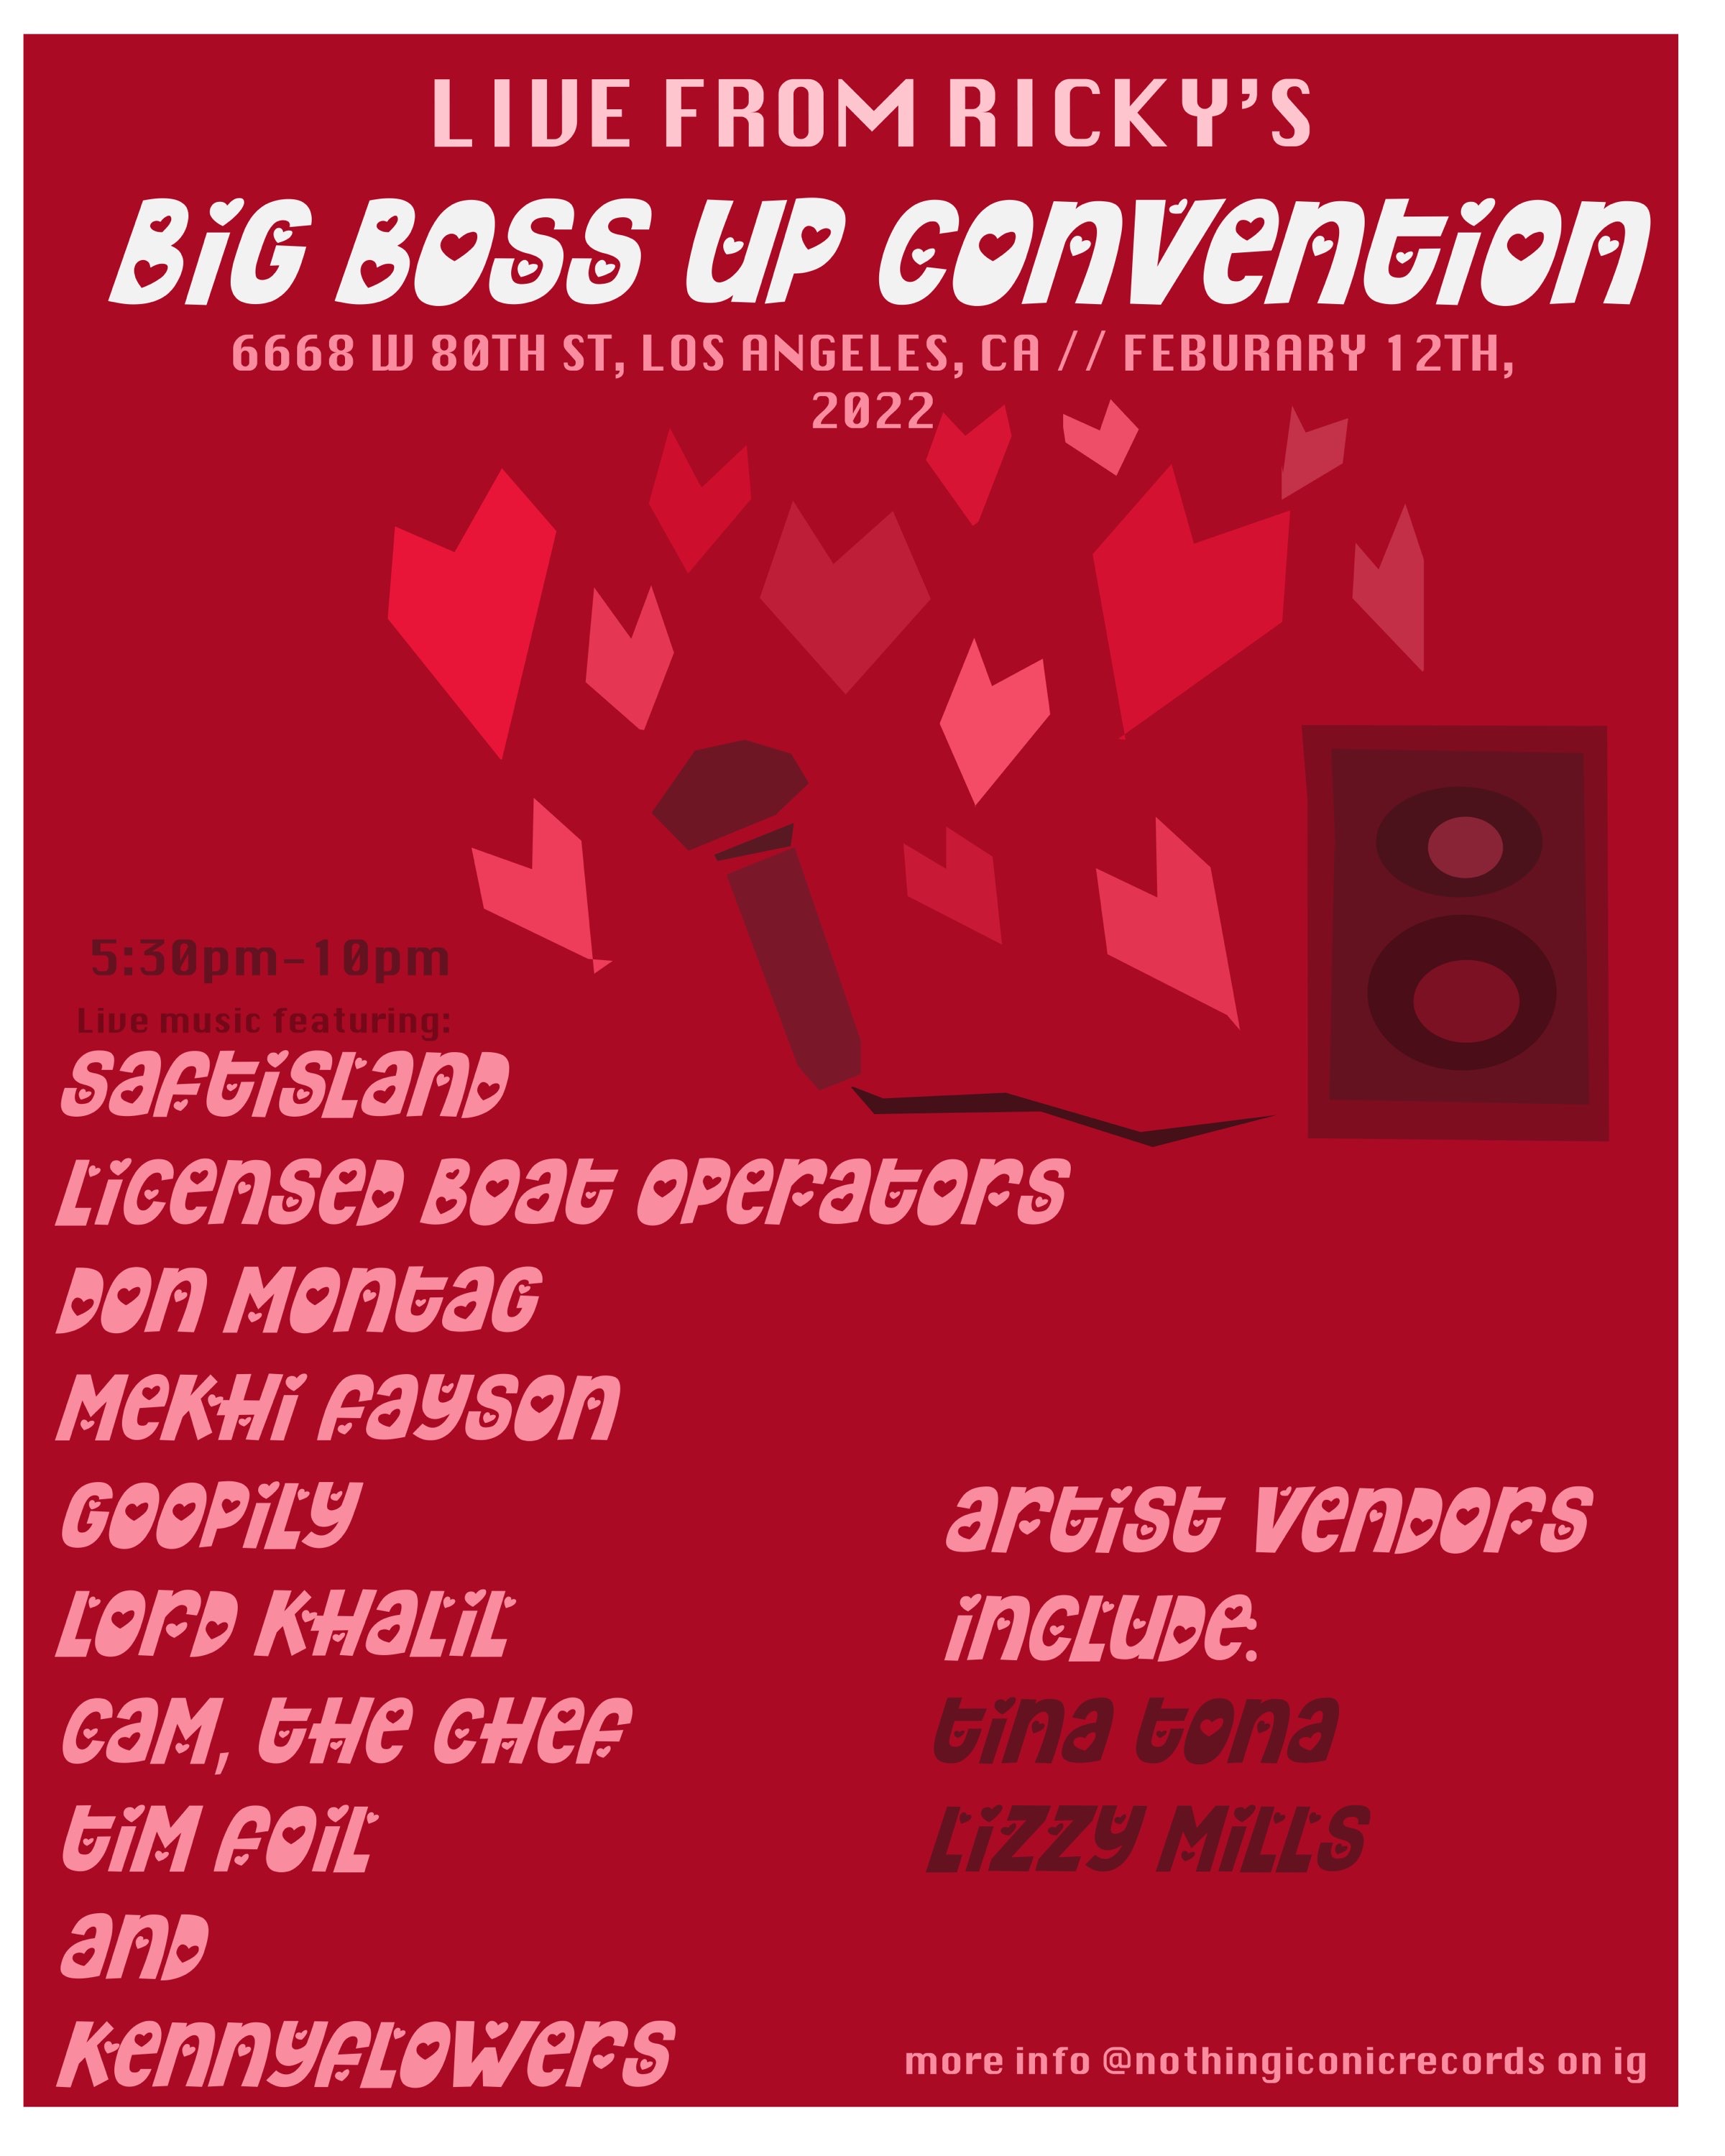 LIVE FROM RICKY'S
BiG BOSS UP CONVENtiON
6668 W 80TH ST, LOS ANGELES, CA // FEBURARY 12TH,
2022
5:30pm-10pm
Live music featuring:
SaftiSLaND
LiCeNSeD BOat OPeratOrS
DON MONtaG
MeKHi FaySON
GOOPiLy
LORD KHaLiL
CaM, tHe CHeF
tiM FOiL
aND
KeNNyFLOWerS
artiSt VeNDOrS
iNCLUDe:
tiNa tONa
LiZZy MiLLS
more info @nothingiconicrecords on ig